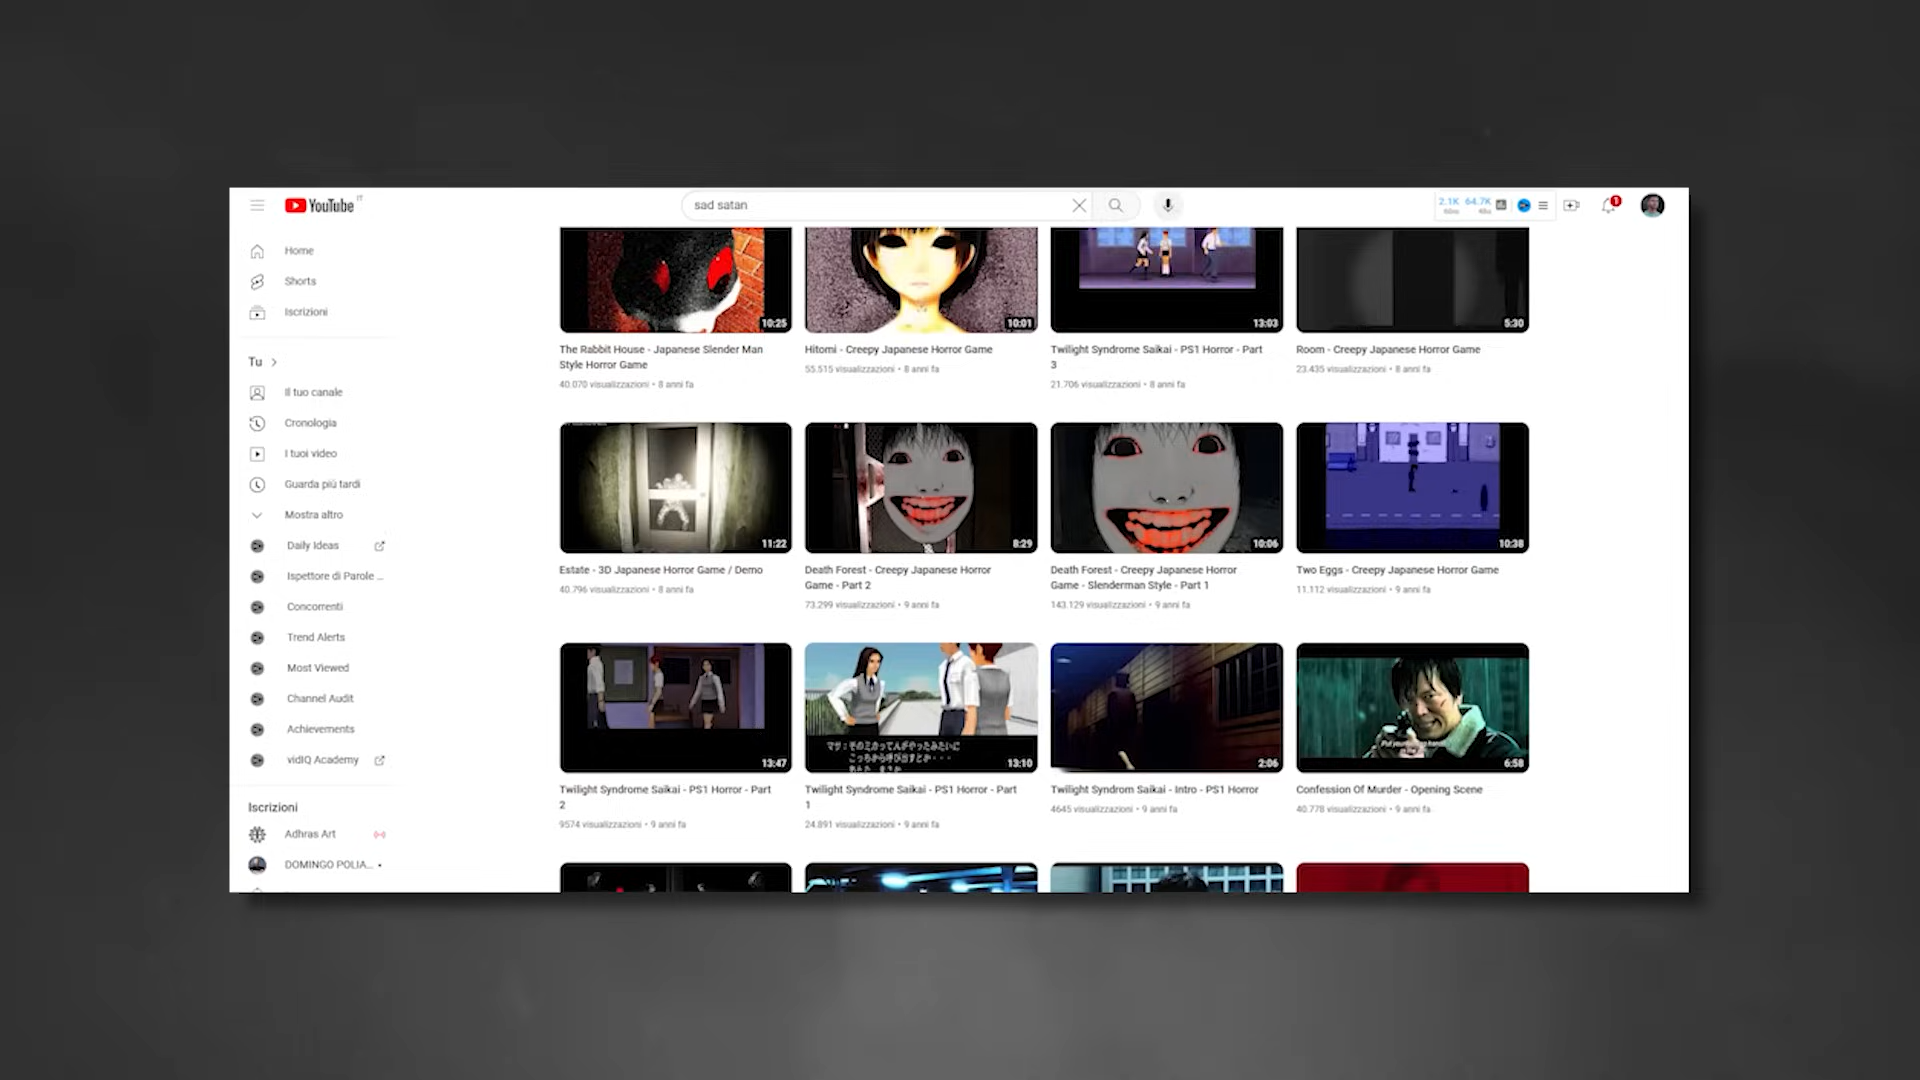 YouTube IT
sad satan
2.1K 64.7K
60m 48h
1
Home
Shorts
Iscrizioni
Tu
Il tuo canale
Cronologia
I tuoi video
Guarda più tardi
Mostra altro
Daily Ideas
Ispettore di Parole ...
Concorrenti
Trend Alerts
Most Viewed
Channel Audit
Achievements
vidIQ Academy
Iscrizioni
Adhras Art
DOMINGO POLIA...
10:25
The Rabbit House - Japanese Slender Man
Style Horror Game
40.070 visualizzazioni • 8 anni fa
10:01
Hitomi - Creepy Japanese Horror Game
55.515 visualizzazioni • 8 anni fa
13:03
Twilight Syndrome Saikai - PS1 Horror - Part
3
21.706 visualizzazioni • 8 anni fa
5:30
Room - Creepy Japanese Horror Game
23.435 visualizzazioni • 8 anni fa
11:22
Estate - 3D Japanese Horror Game / Demo
40.796 visualizzazioni • 8 anni fa
8:29
Death Forest - Creepy Japanese Horror
Game - Part 2
73.299 visualizzazioni • 9 anni fa
10:06
Death Forest - Creepy Japanese Horror
Game - Slenderman Style - Part 1
143.129 visualizzazioni • 9 anni fa
10:38
Two Eggs - Creepy Japanese Horror Game
11.112 visualizzazioni • 9 anni fa
13:47
Twilight Syndrome Saikai - PS1 Horror - Part
2
9574 visualizzazioni • 9 anni fa
13:10
Twilight Syndrome Saikai - PS1 Horror - Part
1
24.891 visualizzazioni • 9 anni fa
2:06
Twilight Syndrom Saikai - Intro - PS1 Horror
4645 visualizzazioni • 9 anni fa
6:58
Confession Of Murder - Opening Scene
40.778 visualizzazioni • 9 anni fa